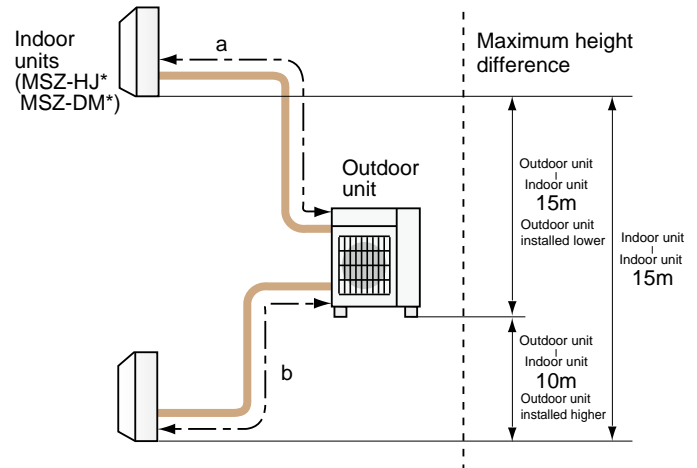 Indoor
units
(MSZ-HJ*
MSZ-DM*)
a
Maximum height
difference
Outdoor
unit
Outdoor unit
Indoor unit
15m
Outdoor unit
installed lower
Indoor unit
Indoor unit
15m
b
Outdoor unit
Indoor unit
10m
Outdoor unit
installed higher